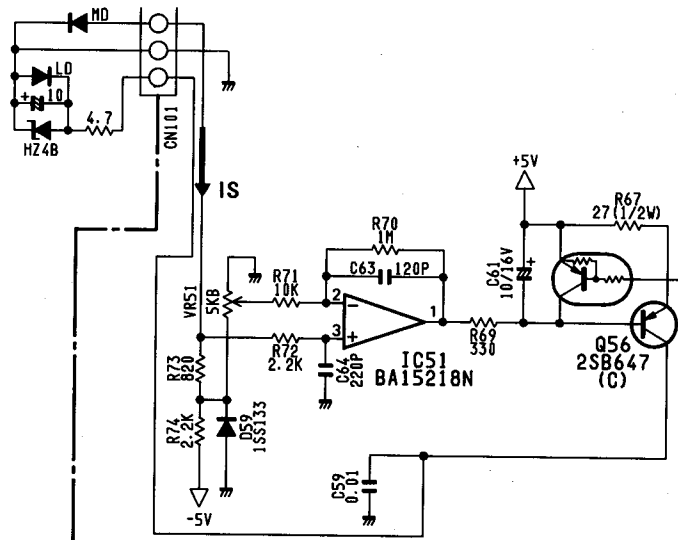 MD
LD
+
10
4.7
HZ4B
CN101
IS
+5V
R67
27(1/2W)
R70
1M
C63 120P
C61
10/16V
+
R71
10K
VR51
5KB
2
−
1
3
+
R72
2.2K
R69
330
Q56
2SB647
(C)
IC51
BA15218N
C64
220P
R73
820
R74
2.2K
D59
1SS133
C59
0.01
-5V